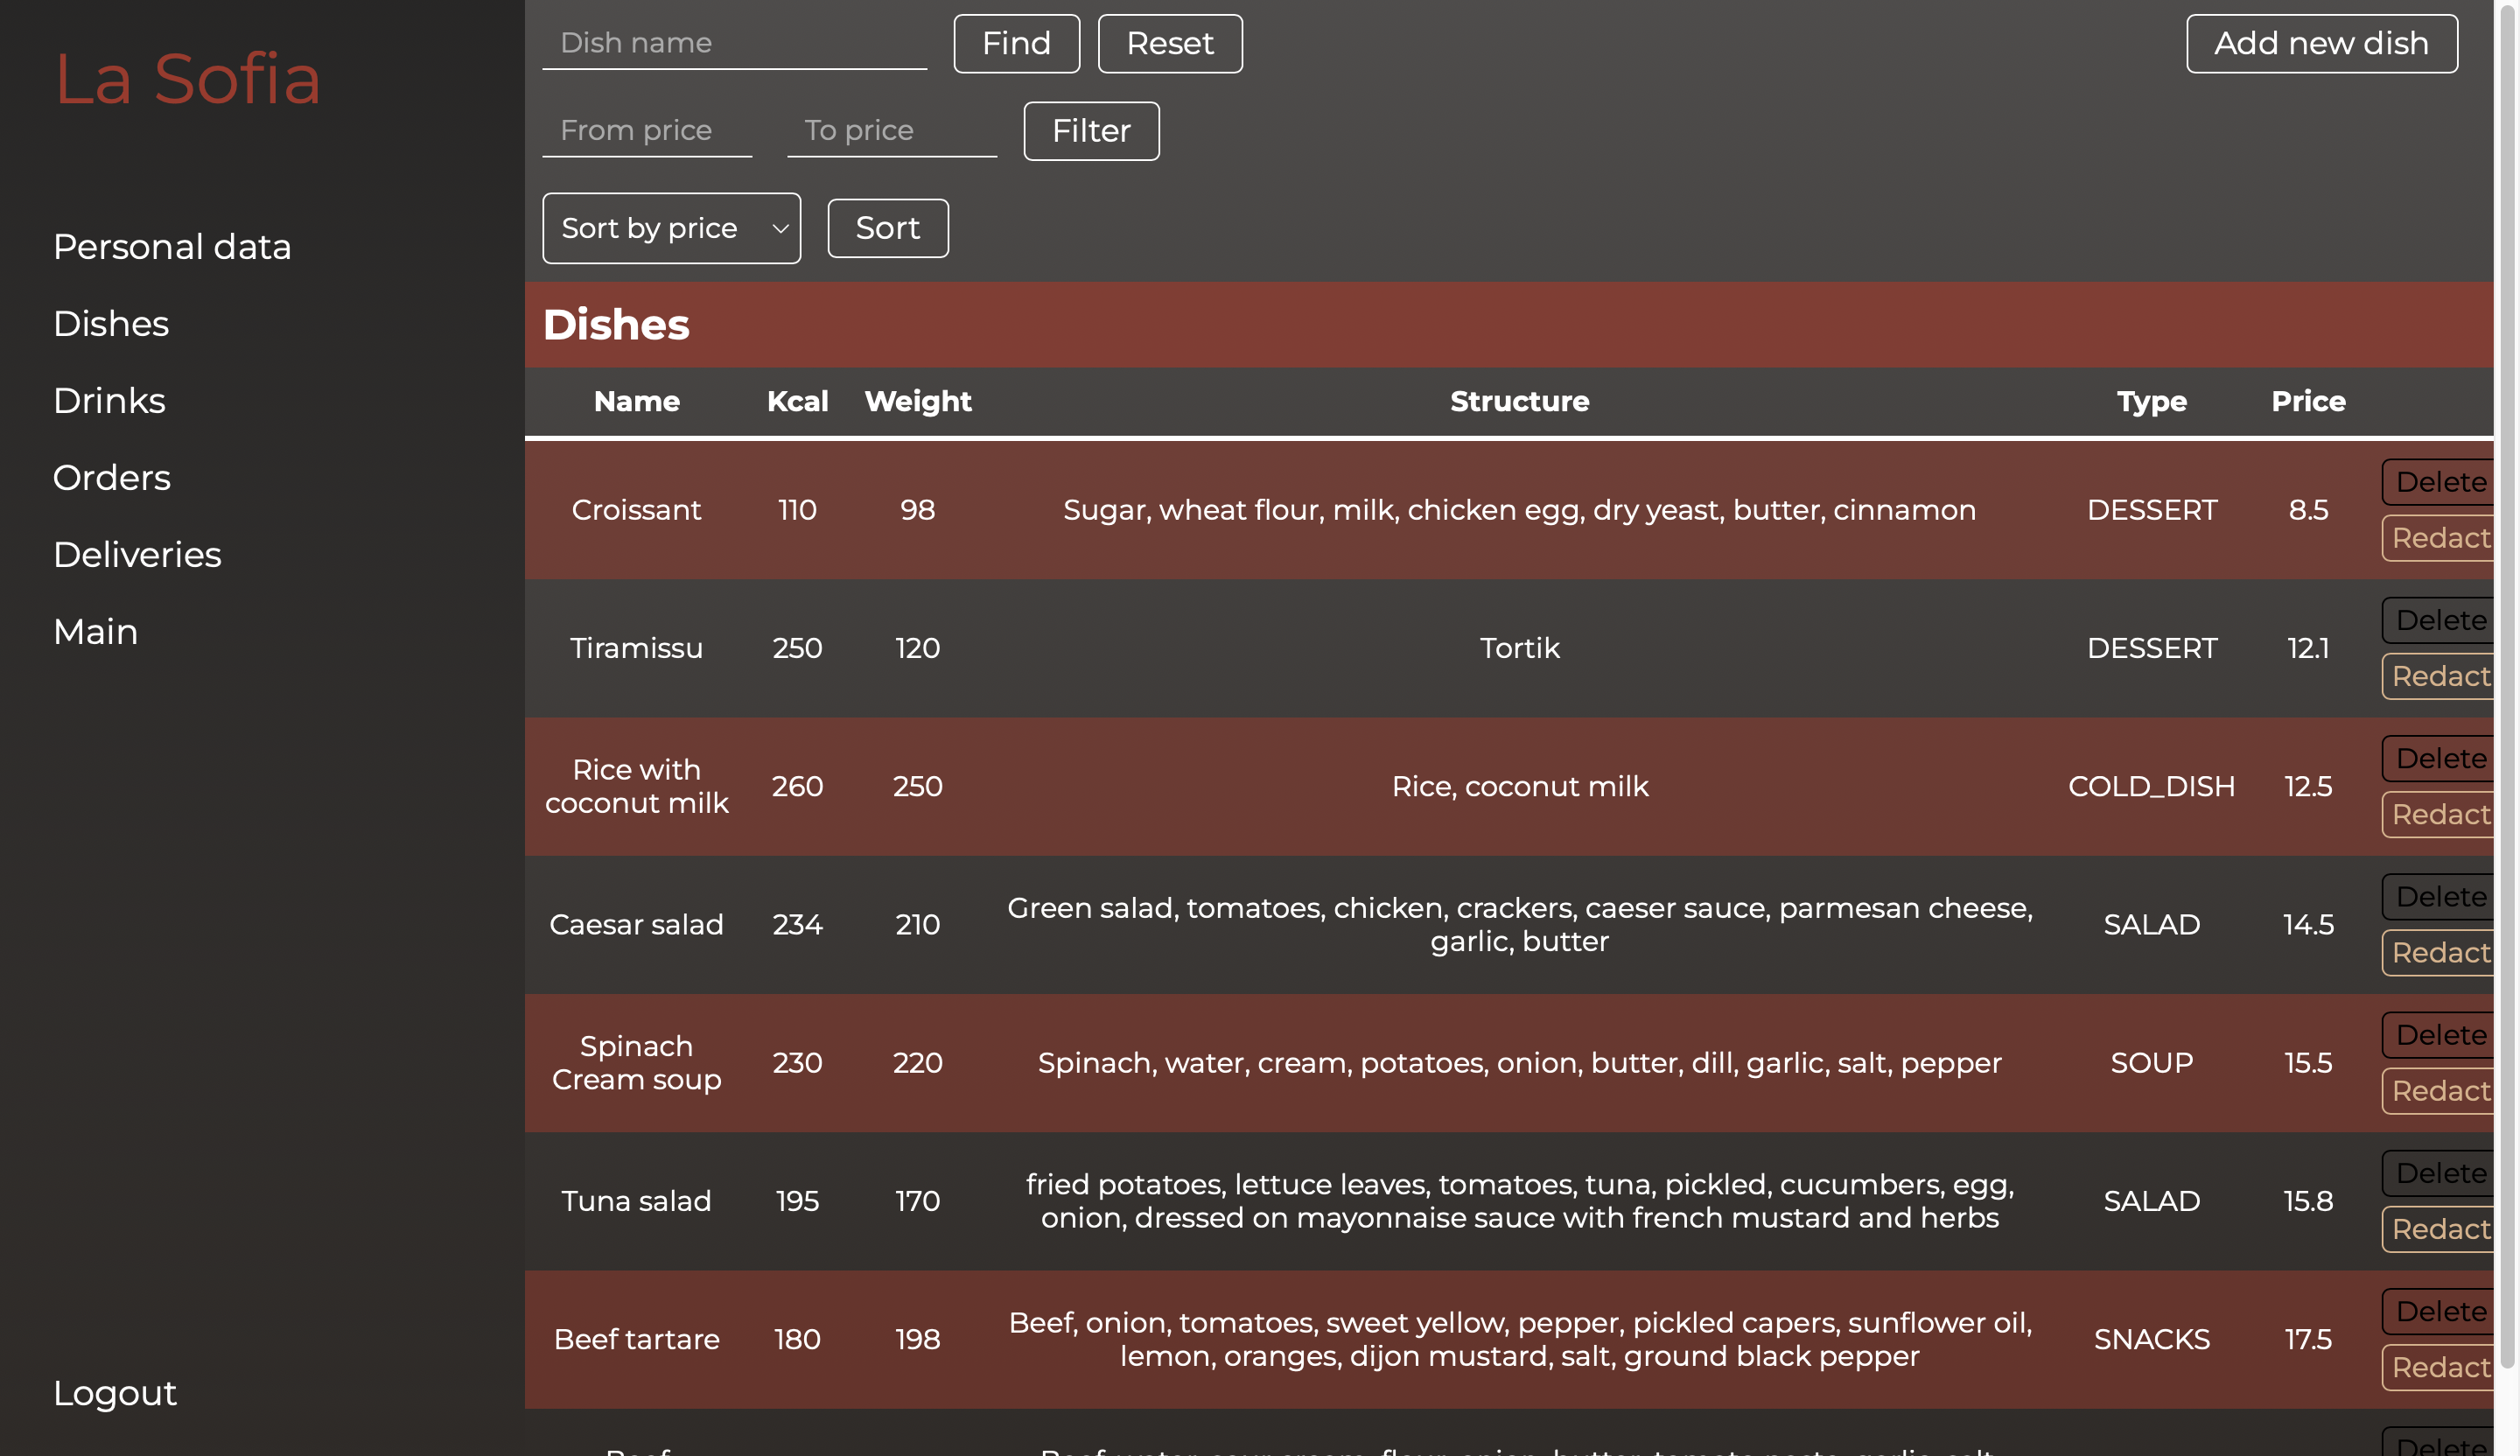 La Sofia
Personal data
Dishes
Drinks
Orders
Deliveries
Main
Logout
Dish name Find Reset Add new dish
From price To price Filter
Sort by price Sort
Dishes
Name Kcal Weight Structure Type Price
Croissant 110 98 Sugar, wheat flour, milk, chicken egg, dry yeast, butter, cinnamon DESSERT 8.5
Delete
Redact
Tiramissu 250 120 Tortik DESSERT 12.1
Delete
Redact
Rice with
coconut milk 260 250 Rice, coconut milk COLD_DISH 12.5
Delete
Redact
Caesar salad 234 210 Green salad, tomatoes, chicken, crackers, caeser sauce, parmesan cheese,
garlic, butter SALAD 14.5
Delete
Redact
Spinach
Cream soup 230 220 Spinach, water, cream, potatoes, onion, butter, dill, garlic, salt, pepper SOUP 15.5
Delete
Redact
Tuna salad 195 170 fried potatoes, lettuce leaves, tomatoes, tuna, pickled, cucumbers, egg,
onion, dressed on mayonnaise sauce with french mustard and herbs SALAD 15.8
Delete
Redact
Beef tartare 180 198 Beef, onion, tomatoes, sweet yellow, pepper, pickled capers, sunflower oil,
lemon, oranges, dijon mustard, salt, ground black pepper SNACKS 17.5
Delete
Redact
Delete